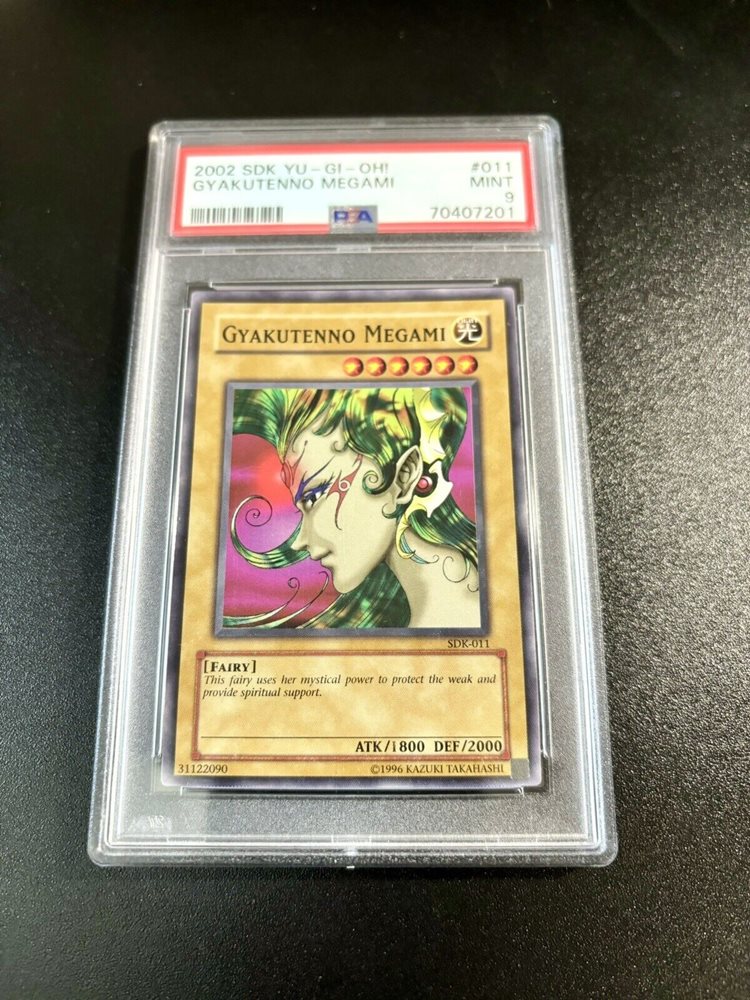 2002 SDK YU-GI-OH! #011
GYAKUTENNO MEGAMI MINT
9
PSA 70407201
GYAKUTENNO MEGAMI 光
SDK-011
[FAIRY]
This fairy uses her mystical power to protect the weak and
provide spiritual support.
ATK/1800 DEF/2000
31122090 ©1996 KAZUKI TAKAHASHI